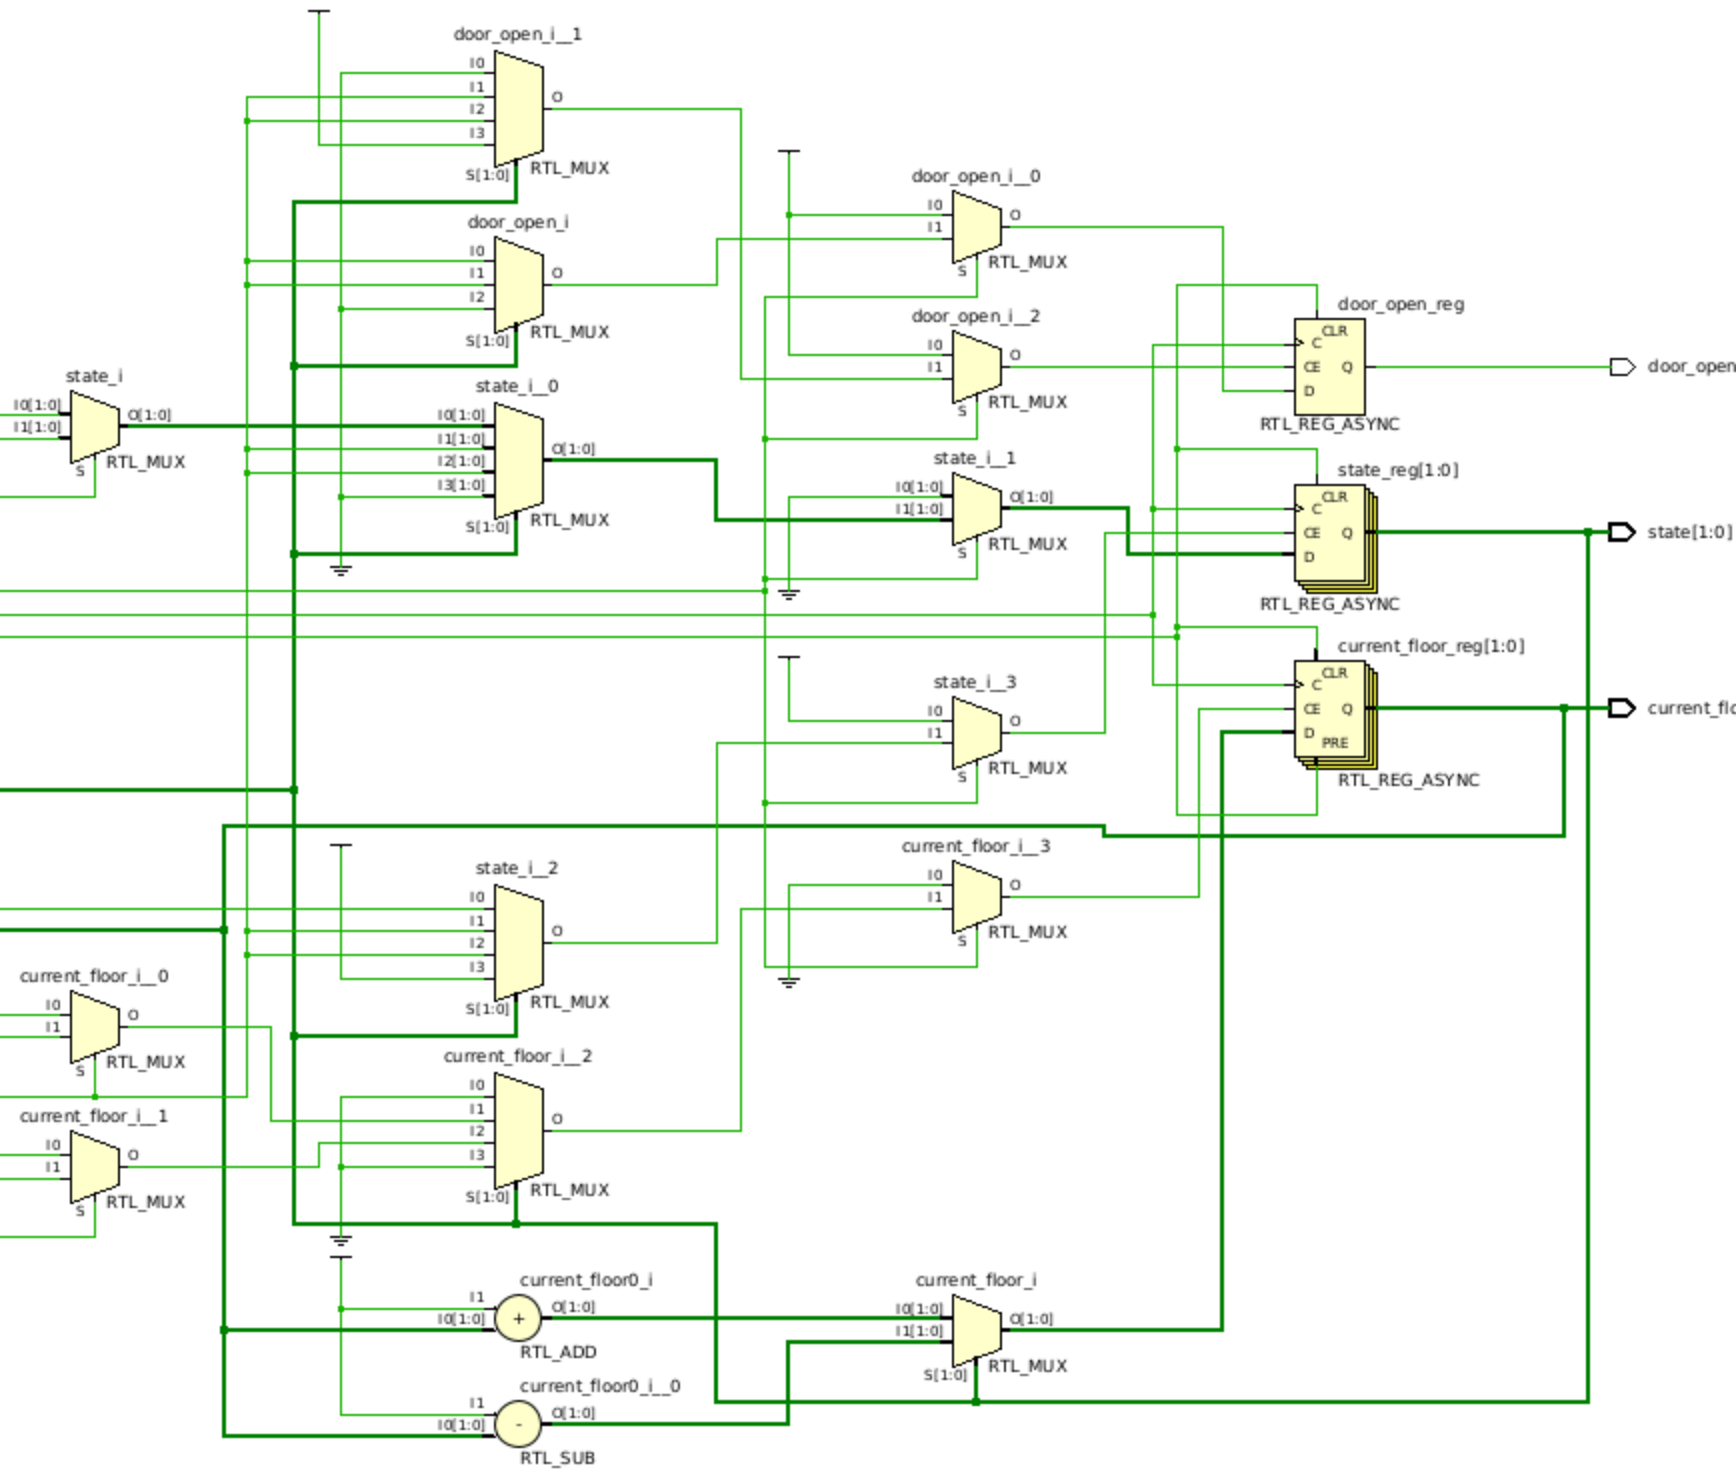 door_open_i__1
I0
I1
I2
I3
O
S[1:0]
RTL_MUX
door_open_i
I0
I1
I2
O
S[1:0]
RTL_MUX
state_i
I0[1:0]
I1[1:0]
O[1:0]
S
RTL_MUX
state_i__0
I0[1:0]
I1[1:0]
I2[1:0]
I3[1:0]
O[1:0]
S[1:0]
RTL_MUX
door_open_i__0
I0
I1
O
S
RTL_MUX
door_open_i__2
I0
I1
O
S
RTL_MUX
state_i__1
I0[1:0]
I1[1:0]
O[1:0]
S
RTL_MUX
door_open_reg
CLR
C
CE
Q
D
RTL_REG_ASYNC
door_open
state_reg[1:0]
CLR
C
CE
Q
D
RTL_REG_ASYNC
state[1:0]
current_floor_reg[1:0]
CLR
C
CE
Q
D
PRE
RTL_REG_ASYNC
current_flo
state_i__3
I0
I1
O
S
RTL_MUX
current_floor_i__3
I0
I1
O
S
RTL_MUX
state_i__2
I0
I1
I2
I3
O
S[1:0]
RTL_MUX
current_floor_i__0
I0
I1
O
S
RTL_MUX
current_floor_i__1
I0
I1
O
S
RTL_MUX
current_floor_i__2
I0
I1
I2
I3
O
S[1:0]
RTL_MUX
current_floor0_i
I1
I0[1:0]
+
O[1:0]
RTL_ADD
current_floor0_i__0
I1
I0[1:0]
-
O[1:0]
RTL_SUB
current_floor_i
I0[1:0]
I1[1:0]
O[1:0]
S[1:0]
RTL_MUX